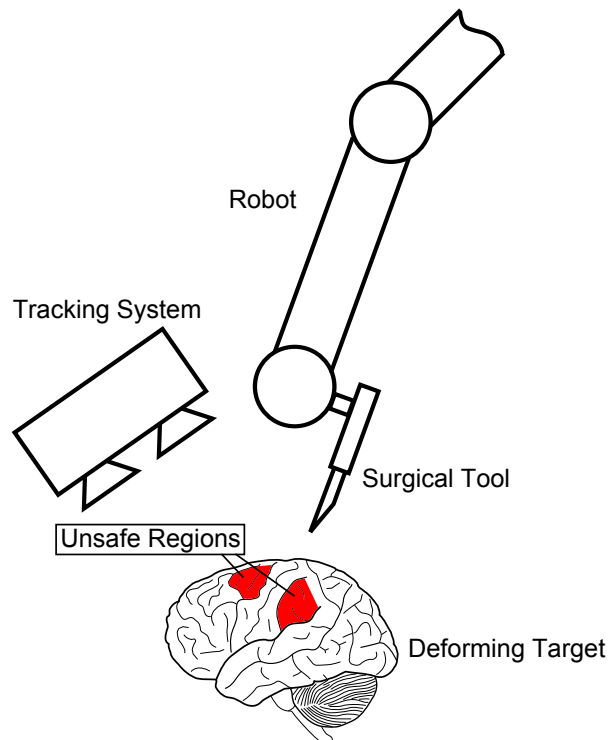 Robot
Tracking System
Surgical Tool
Unsafe Regions
Deforming Target